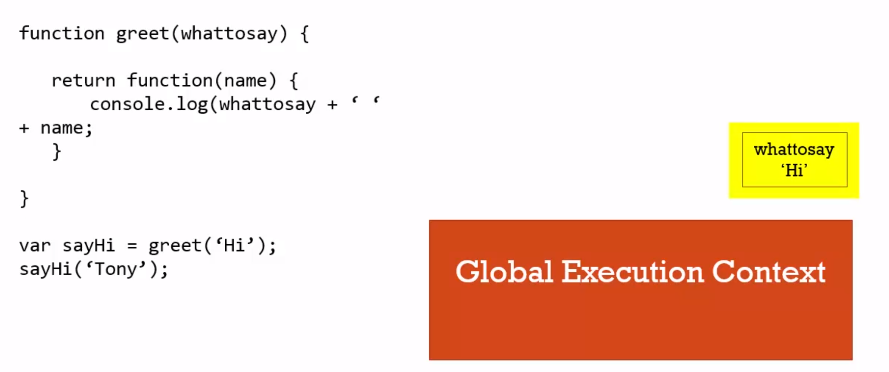 function greet(whattosay) {
return function(name) {
console.log(whattosay + ‘ ‘
+ name;
}
}
var sayHi = greet(‘Hi’);
sayHi(‘Tony’);
whattosay
‘Hi’
Global Execution Context